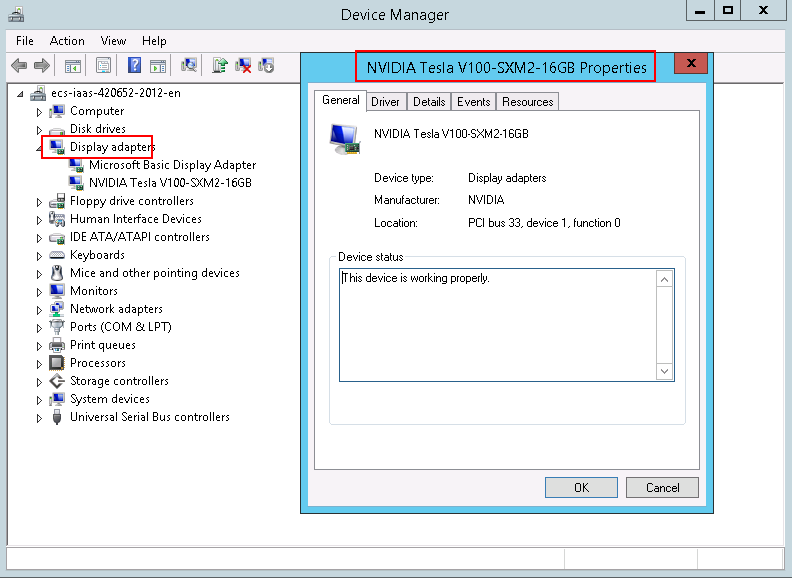 Device Manager
File Action View Help
ecs-iaas-420652-2012-en
Computer
Disk drives
Display adapters
Microsoft Basic Display Adapter
NVIDIA Tesla V100-SXM2-16GB
Floppy drive controllers
Human Interface Devices
IDE ATA/ATAPI controllers
Keyboards
Mice and other pointing devices
Monitors
Network adapters
Ports (COM & LPT)
Print queues
Processors
Storage controllers
System devices
Universal Serial Bus controllers
NVIDIA Tesla V100-SXM2-16GB Properties
General Driver Details Events Resources
NVIDIA Tesla V100-SXM2-16GB
Device type: Display adapters
Manufacturer: NVIDIA
Location: PCI bus 33, device 1, function 0
Device status
This device is working properly.
OK Cancel